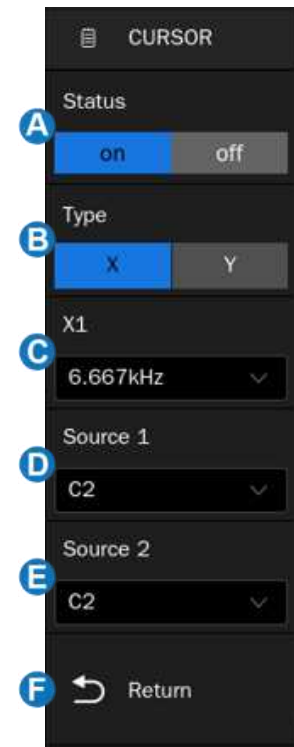 CURSOR
Status
A
on off
Type
B
X Y
X1
C
6.667kHz
Source 1
D
C2
Source 2
E
C2
F Return